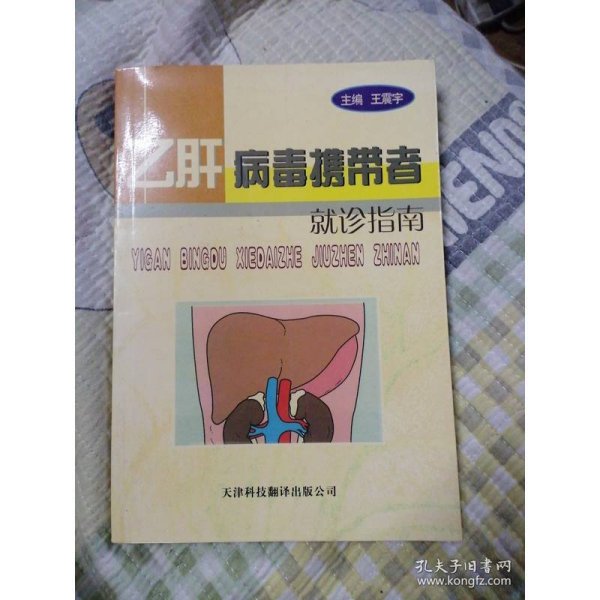 主编 王震宇
乙肝 病毒携带者
就诊指南
YIGAN BINGDU XIEDAIZHE JIUZHEN ZHINAN
天津科技翻译出版公司
MENG
孔夫子旧书网
www.kongfz.com